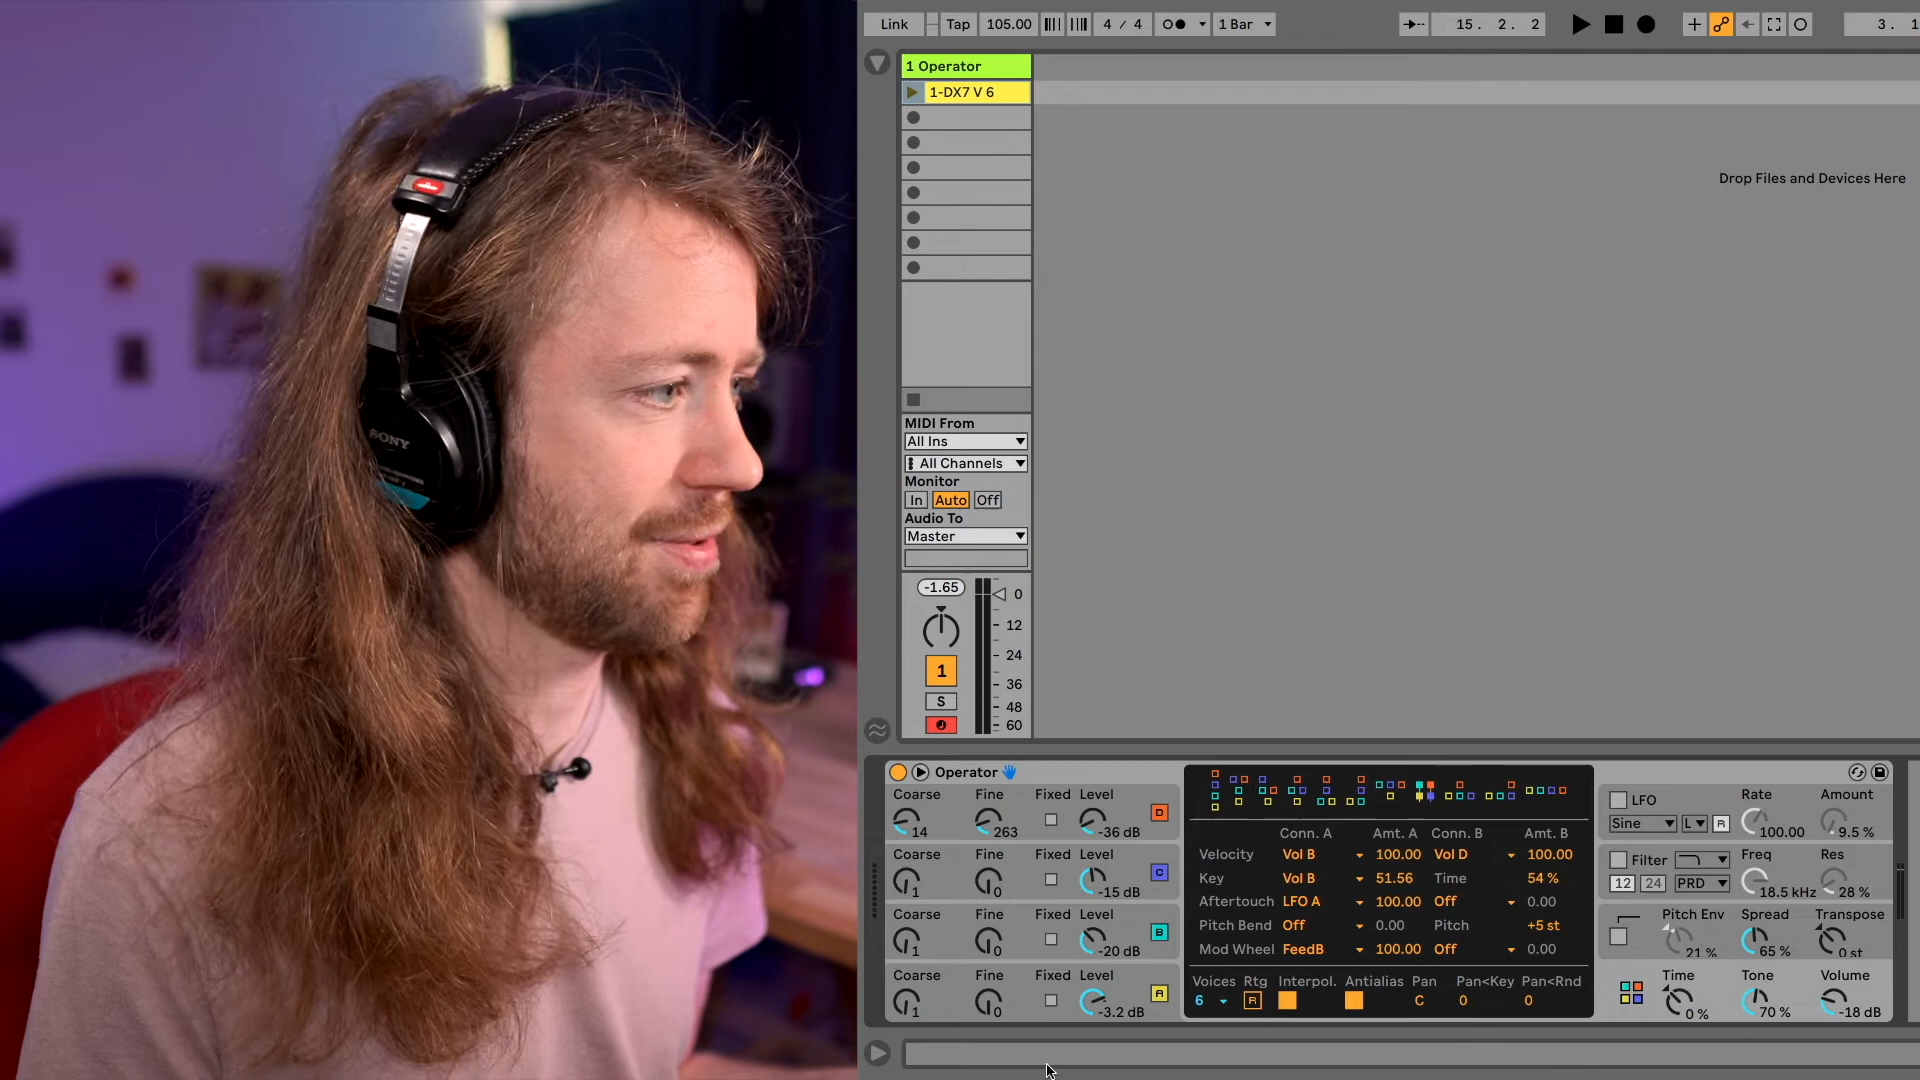 Link Tap 105.00 4 / 4 1 Bar 15. 2. 2 3. 1
1 Operator
1-DX7 V 6
Drop Files and Devices Here
MIDI From
All Ins
All Channels
Monitor
In Auto Off
Audio To
Master
-1.65
0
12
24
36
48
60
1
S
SONY
Operator
Coarse Fine Fixed Level
14 263 -36 dB D
Coarse Fine Fixed Level
1 0 -15 dB C
Coarse Fine Fixed Level
1 0 -20 dB B
Coarse Fine Fixed Level
1 0 -3.2 dB A
Conn. A Amt. A Conn. B Amt. B
Velocity Vol B 100.00 Vol D 100.00
Key Vol B 51.56 Time 54 %
Aftertouch LFO A 100.00 Off 0.00
Pitch Bend Off 0.00 Pitch +5 st
Mod Wheel FeedB 100.00 Off 0.00
Voices Rtg Interpol. Antialias Pan Pan<Key Pan<Rnd
6 R C 0 0
LFO Rate Amount
Sine L R 100.00 9.5 %
Filter Freq Res
12 24 PRD 18.5 kHz 28 %
Pitch Env Spread Transpose
21 % 65 % 0 st
Time Tone Volume
0 % 70 % -18 dB